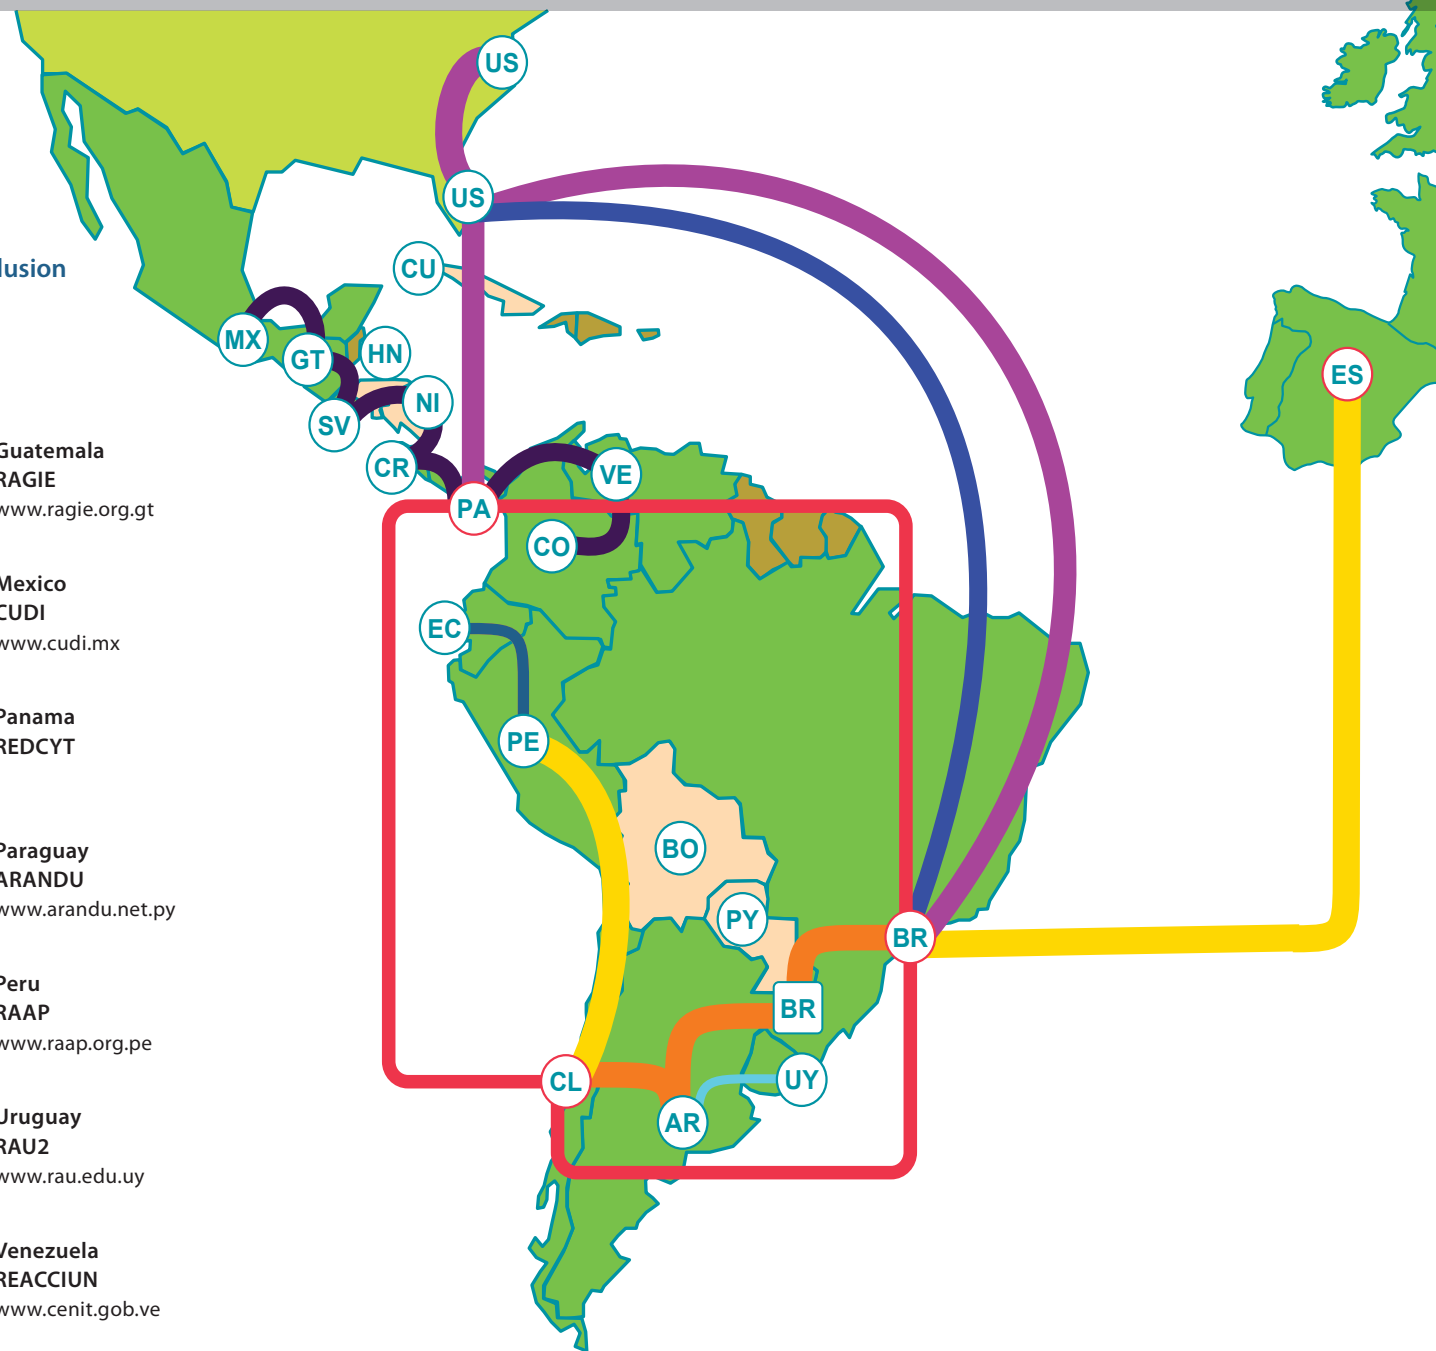 US
US
CU
lusion
MX
GT
HN
ES
NI
SV
Guatemala
RAGIE
www.ragie.org.gt
CR
VE
PA
CO
Mexico
CUDI
www.cudi.mx
EC
Panama
REDCYT
PE
Paraguay
ARANDU
www.arandu.net.py
BO
PY
BR
Peru
RAAP
www.raap.org.pe
BR
CL
UY
AR
Uruguay
RAU2
www.rau.edu.uy
Venezuela
REACCIUN
www.cenit.gob.ve